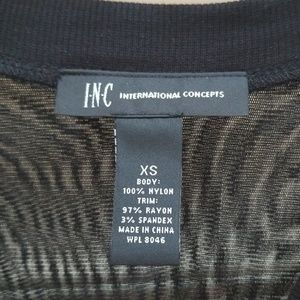 I·N·C INTERNATIONAL CONCEPTS
XS
BODY:
100% NYLON
TRIM:
97% RAYON
3% SPANDEX
MADE IN CHINA
WPL 8046